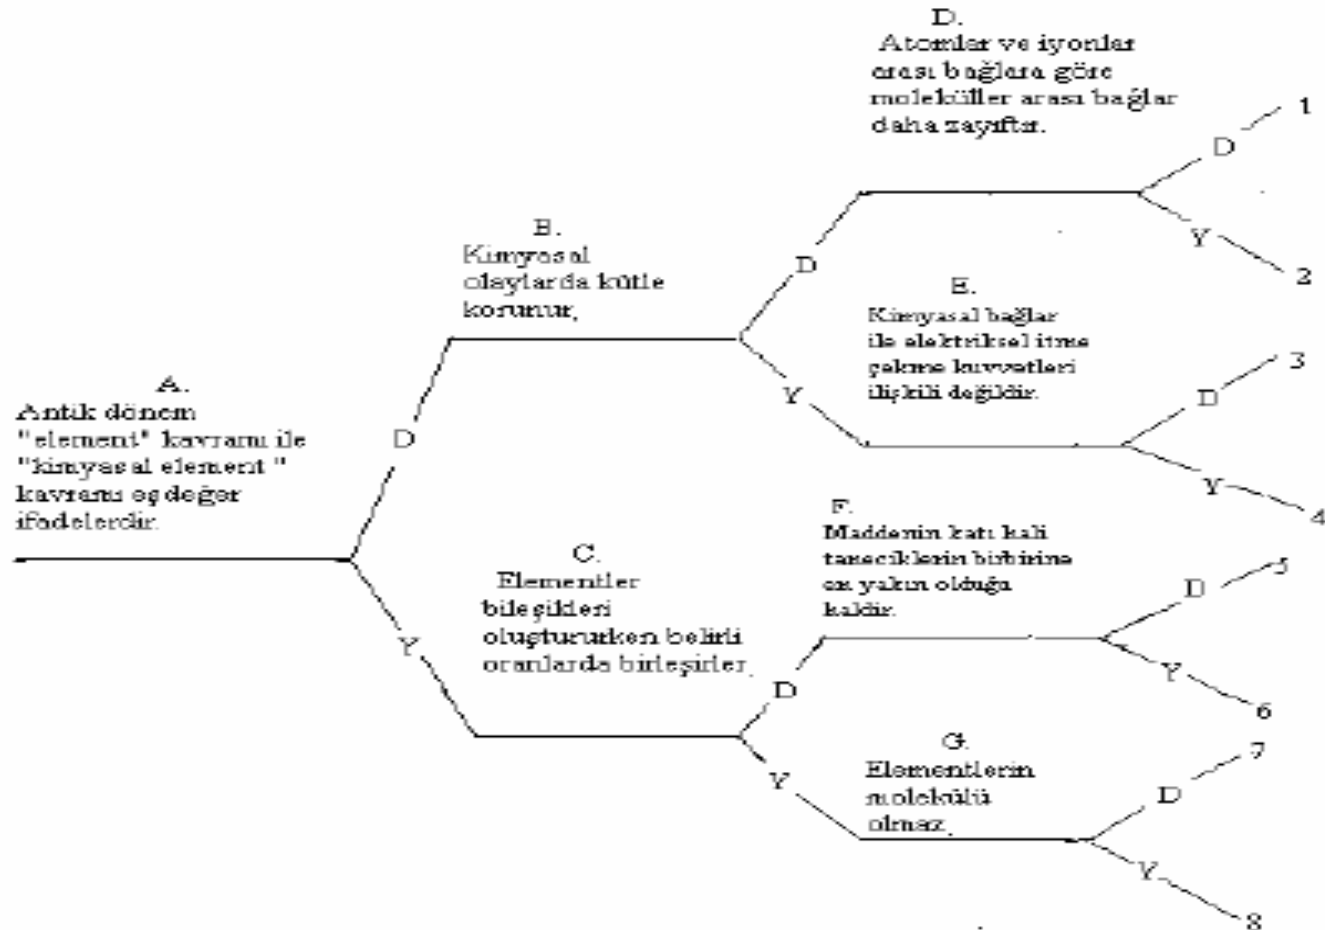 D.
Atomlar ve iyonlar
arası bağlara göre
moleküller arası bağlar
daha zayıftır.
D
1
Y
2
B.
Kimyasal
olaylarda kütle
korunur.
D
Y
E.
Kimyasal bağlar
ile elektriksel itme
çekme kuvvetleri
ilişkili değildir.
D
3
Y
4
A.
Antik dönem
"element" kavramı ile
"kimyasal element "
kavramı eşdeğer
ifadelerdir.
D
Y
C.
Elementler
bileşikleri
oluştururken belirli
oranlarda birleşirler.
D
Y
F.
Maddenin katı hali
taneciklerin birbirine
en yakın olduğu
haldir.
D
5
Y
6
G.
Elementlerin
molekülü
olmaz.
D
7
Y
8